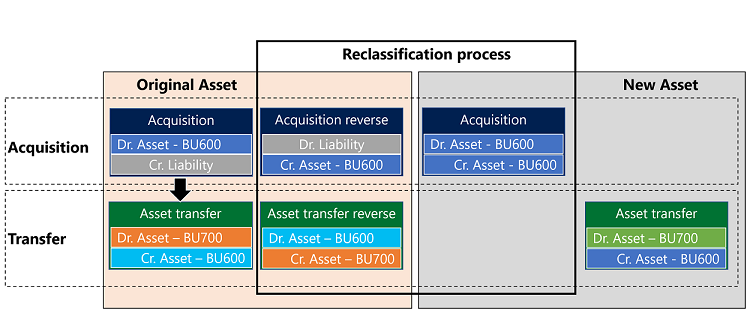 Reclassification process
Original Asset
New Asset
Acquisition
Acquisition
Dr. Asset - BU600
Cr. Liability
Acquisition reverse
Dr. Liability
Cr. Asset - BU600
Acquisition
Dr. Asset - BU600
Cr. Asset - BU600
Transfer
Asset transfer
Dr. Asset – BU700
Cr. Asset – BU600
Asset transfer reverse
Dr. Asset – BU600
Cr. Asset – BU700
Asset transfer
Dr. Asset – BU700
Cr. Asset - BU600